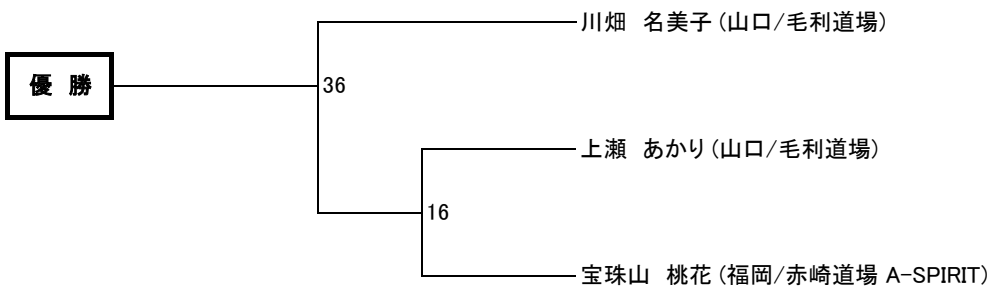 川畑 名美子(山口/毛利道場)
優 勝
36
上瀬 あかり(山口/毛利道場)
16
宝珠山 桃花(福岡/赤崎道場 A-SPIRIT)